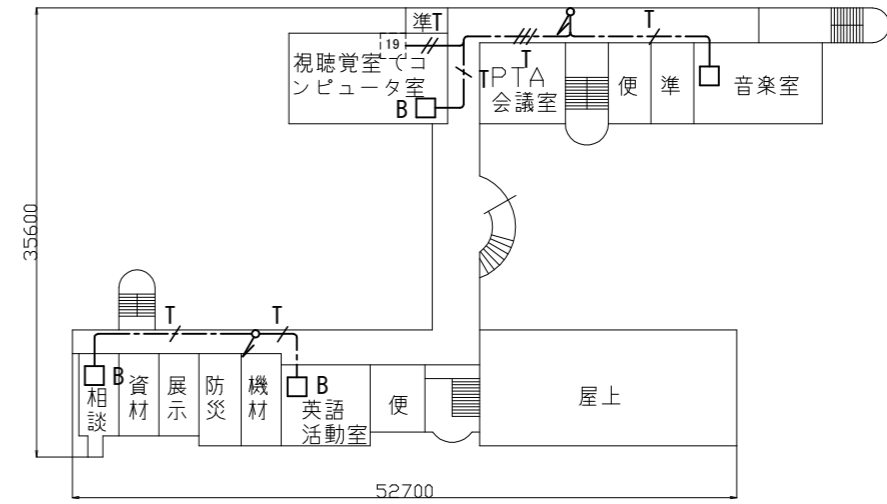 準T
T
T
19
視聴覚室でコ
ンピュータ室
T
T
PTA
会議室
便
準
音楽室
B
35600
T
T
B
相談
資材
展示
防災
機材
B
英語
活動室
便
屋上
52700